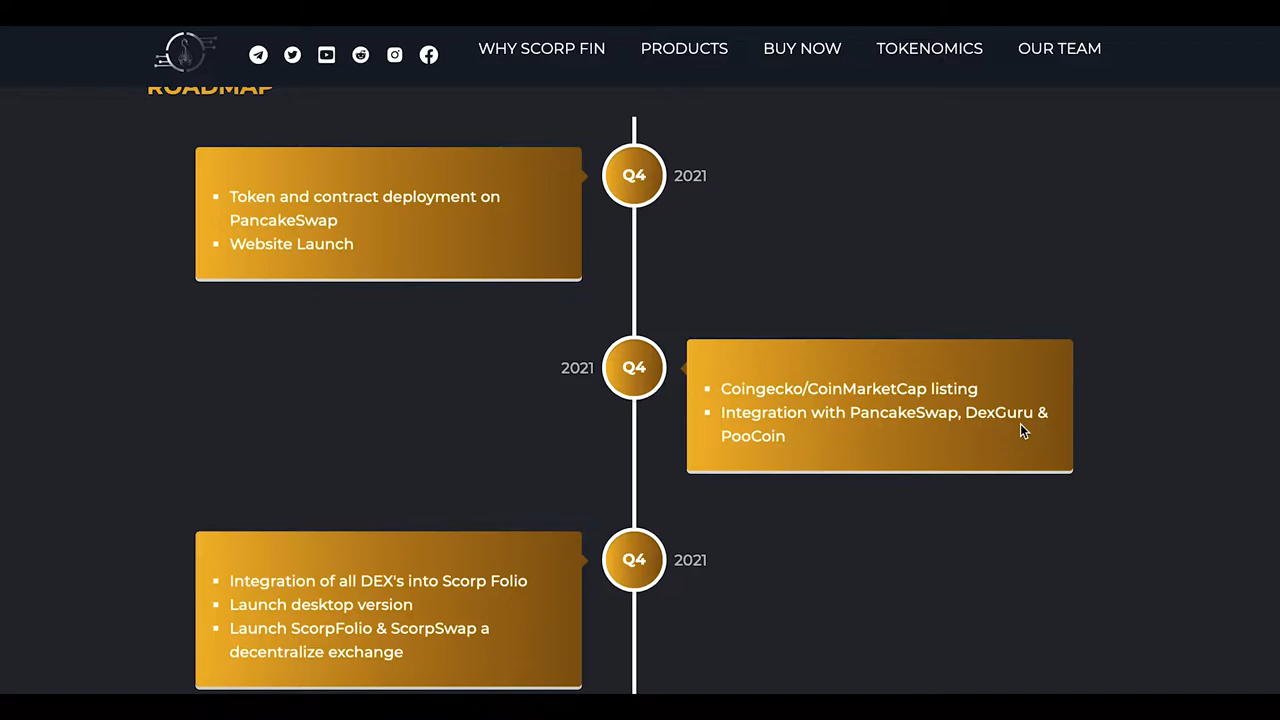 WHY SCORP FIN PRODUCTS BUY NOW TOKENOMICS OUR TEAM
ROADMAP
Q4 2021
Token and contract deployment on
PancakeSwap
Website Launch
2021 Q4
Coingecko/CoinMarketCap listing
Integration with PancakeSwap, DexGuru &
PooCoin
Q4 2021
Integration of all DEX's into Scorp Folio
Launch desktop version
Launch ScorpFolio & ScorpSwap a
decentralize exchange